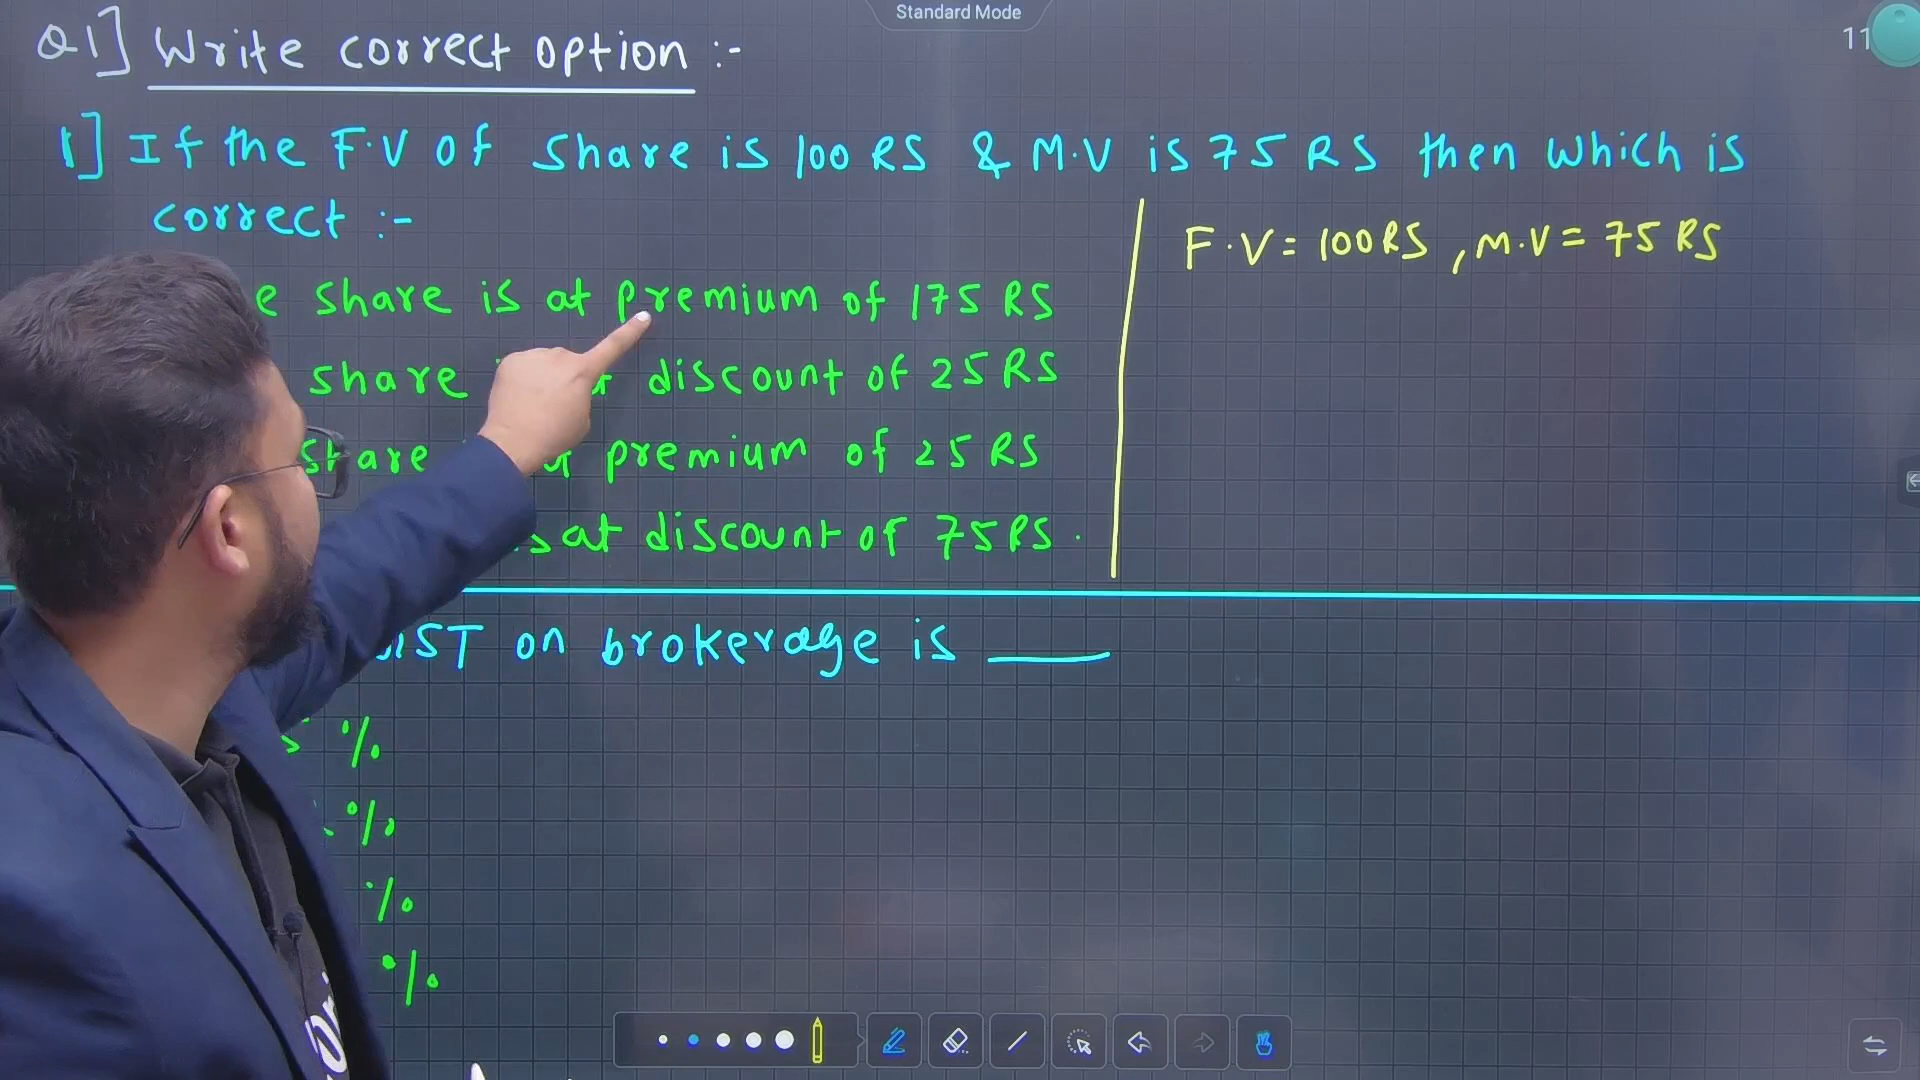 Standard Mode
11
Q1] Write correct option :-
1] If the F.V of share is 100 RS & M.V is 75 RS then which is
correct :-
share is at premium of 175 RS
share discount of 25 RS
share premium of 25 RS
at discount of 75 RS.
F.V = 100 RS, M.V = 75 RS
on brokerage is ____
%
%
%
%